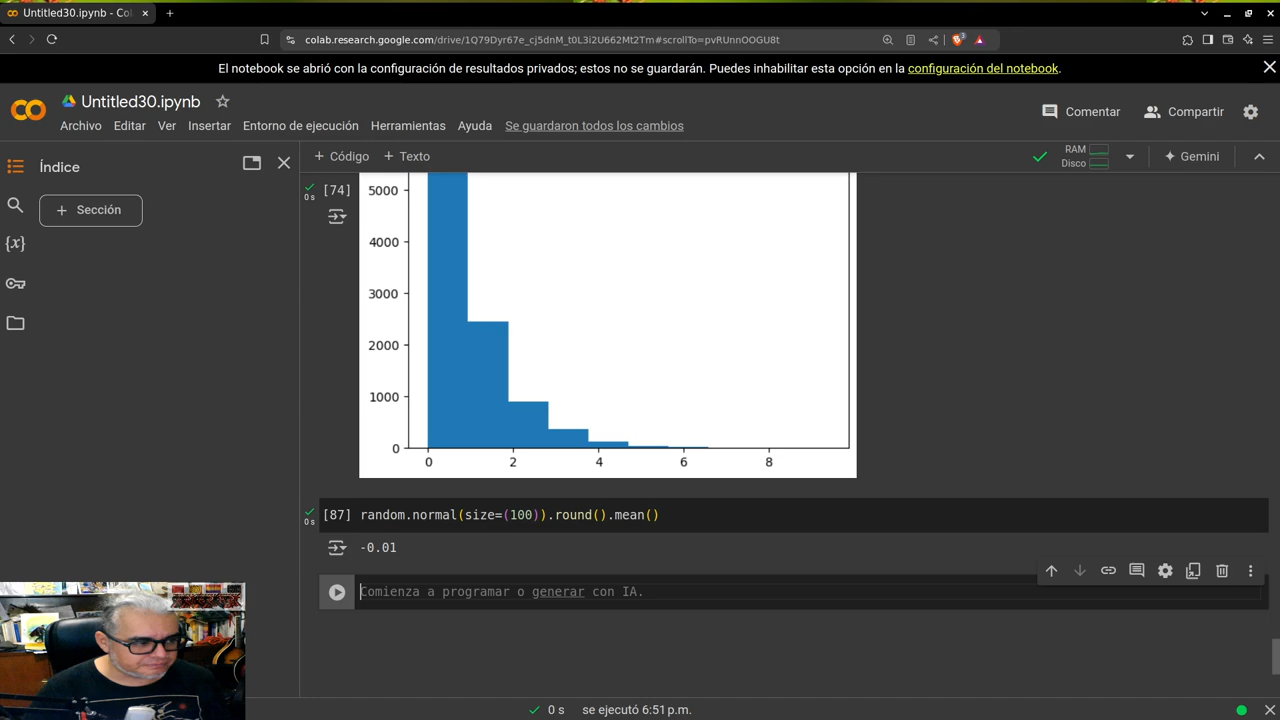 Untitled30.ipynb - Col
colab.research.google.com/drive/1Q79Dyr67e_cj5dnM_t0L3i2U662Mt2Tm#scrollTo=pvRUnnOOGU8t
3
El notebook se abrió con la configuración de resultados privados; estos no se guardarán. Puedes inhabilitar esta opción en la configuración del notebook.
Untitled30.ipynb
Comentar
Compartir
Archivo Editar Ver Insertar Entorno de ejecución Herramientas Ayuda Se guardaron todos los cambios
Índice
+ Código + Texto
RAM
Disco
Gemini
+ Sección
{x}
[74]
0 s
5000
4000
3000
2000
1000
0
0 2 4 6 8
[87] random.normal(size=(100)).round().mean()
0 s
-0.01
Comienza a programar o generar con IA.
0 s se ejecutó 6:51 p.m.